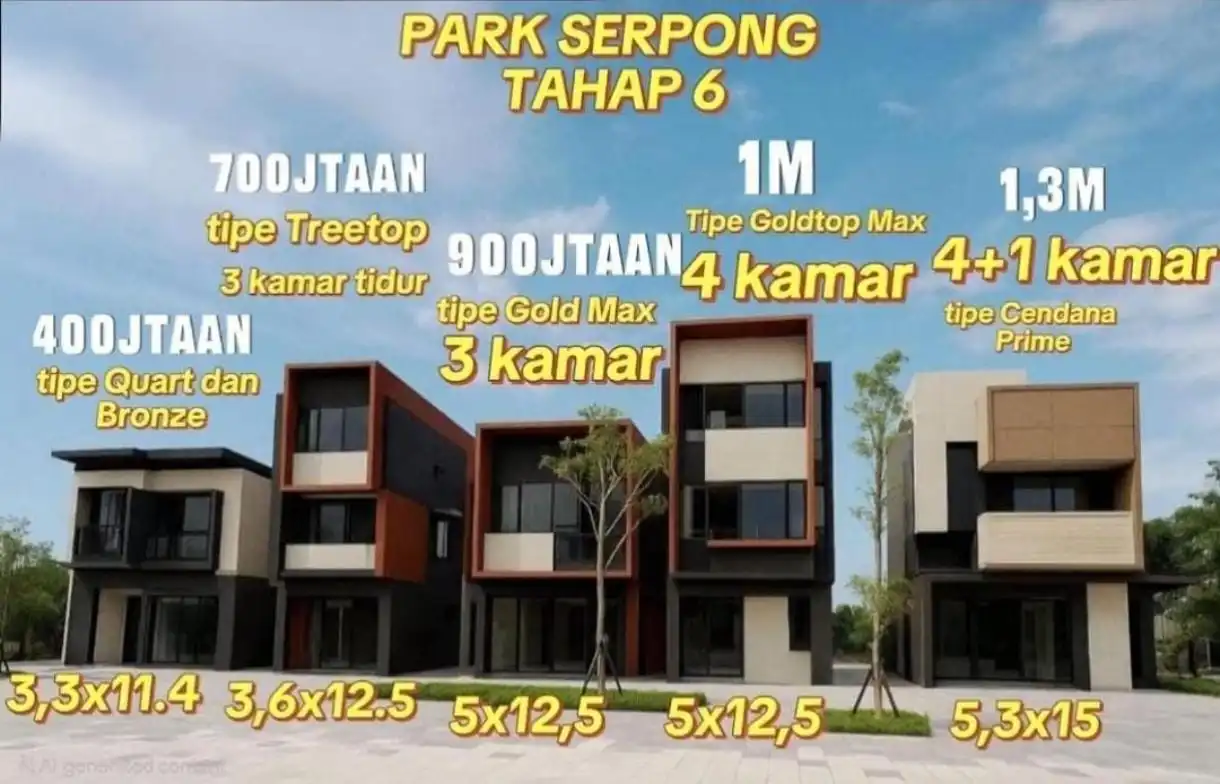 PARK SERPONG
TAHAP 6
700JTAAN
tipe Treetop
3 kamar tidur
1M
Tipe Goldtop Max
4 kamar
1,3M
4+1 kamar
tipe Cendana
Prime
900JTAAN
tipe Gold Max
3 kamar
400JTAAN
tipe Quart dan
Bronze
3,3x11.4
3,6x12.5
5x12,5
5x12,5
5,3x15
AI generated content